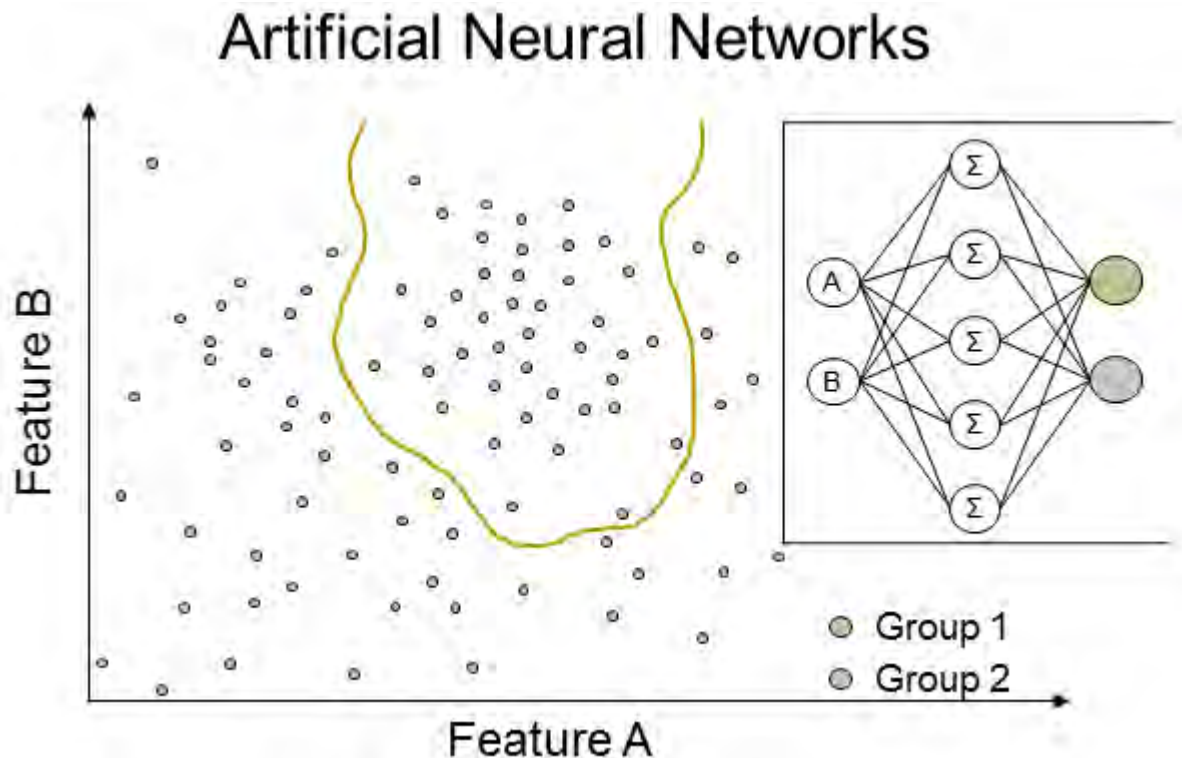 Artificial Neural Networks
Feature B
Feature A
A
B
Σ
Σ
Σ
Σ
Σ
Group 1
Group 2